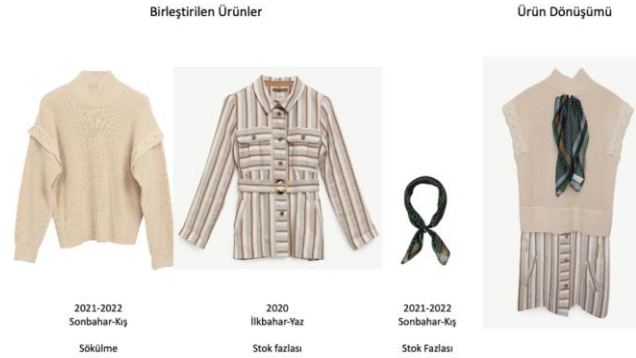 Birleştirilen Ürünler
Ürün Dönüşümü
2021-2022
Sonbahar-Kış
Sökülme
2020
İlkbahar-Yaz
Stok fazlası
2021-2022
Sonbahar-Kış
Stok Fazlası